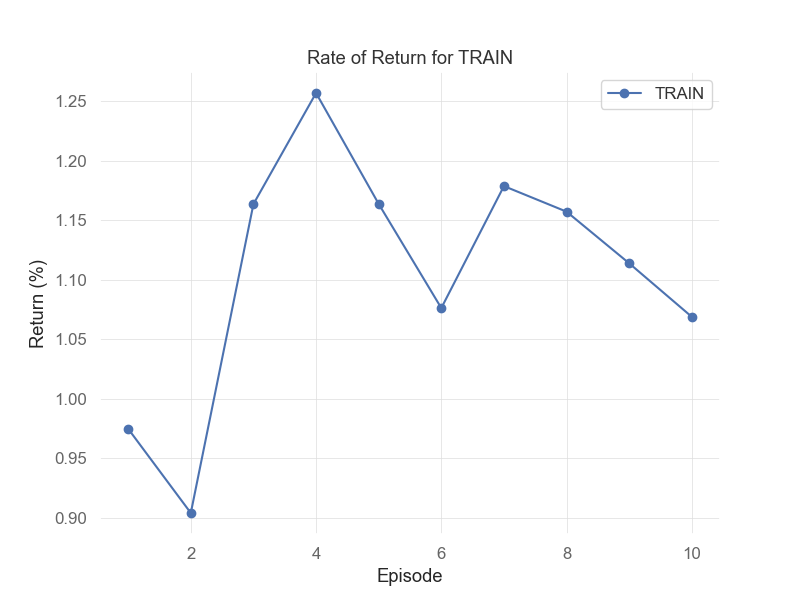 Rate of Return for TRAIN
TRAIN
1.25
1.20
1.15
1.10
1.05
1.00
0.95
0.90
Return (%)
2 4 6 8 10
Episode